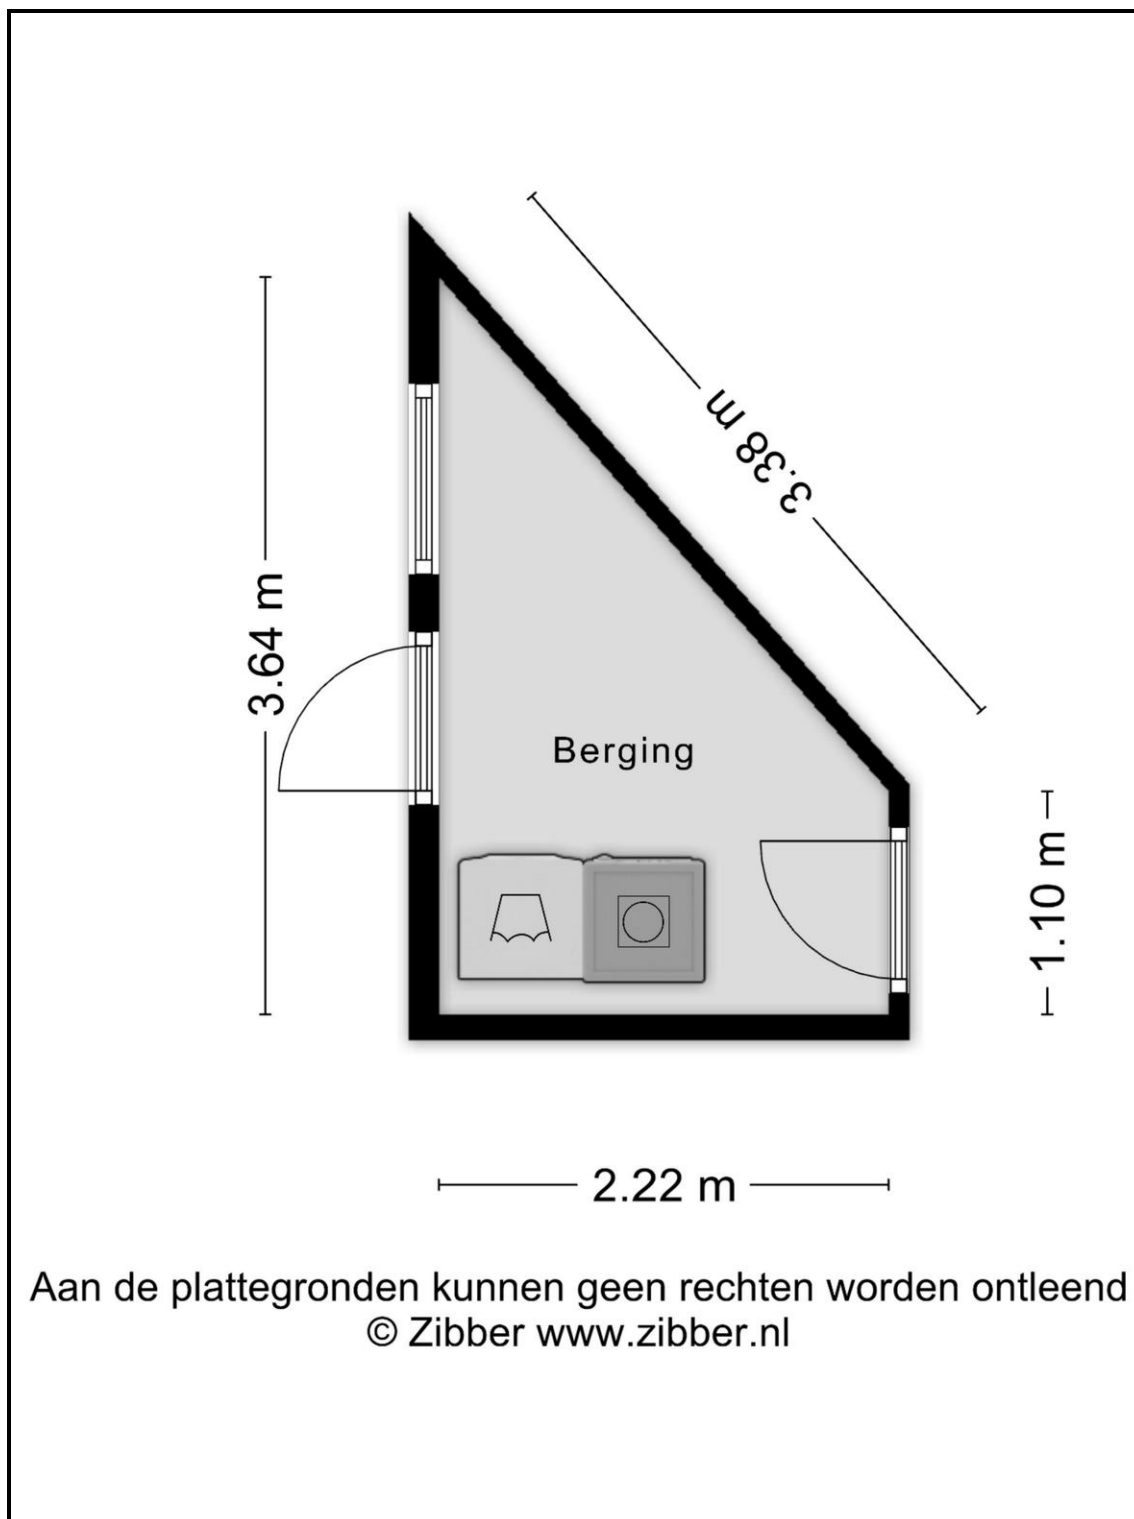 3.38 m
3.64 m
Berging
1.10 m
2.22 m
Aan de plattegronden kunnen geen rechten worden ontleend
© Zibber www.zibber.nl